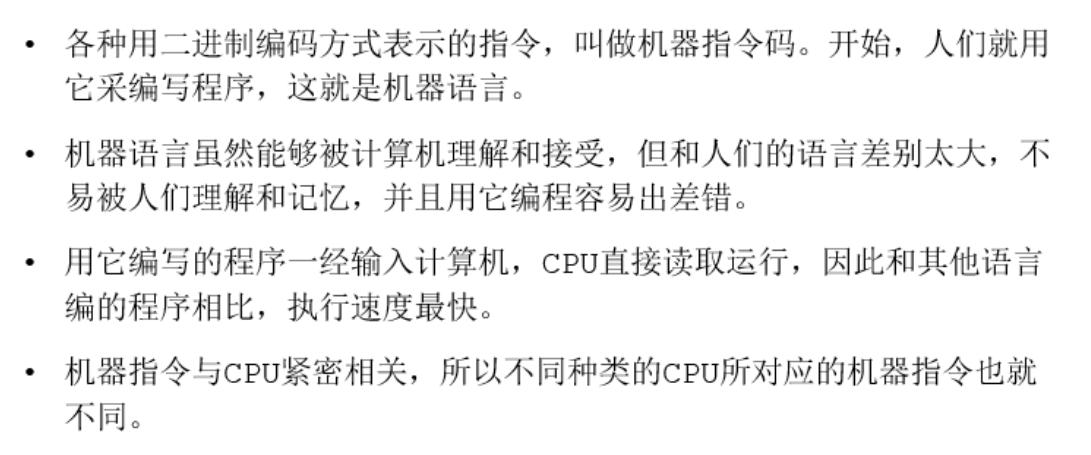 • 各种用二进制编码方式表示的指令，叫做机器指令码。开始，人们就用
它采编写程序，这就是机器语言。
• 机器语言虽然能够被计算机理解和接受，但和人们的语言差别太大，不
易被人们理解和记忆，并且用它编程容易出差错。
• 用它编写的程序一经输入计算机，CPU直接读取运行，因此和其他语言
编的程序相比，执行速度最快。
• 机器指令与CPU紧密相关，所以不同种类的CPU所对应的机器指令也就
不同。